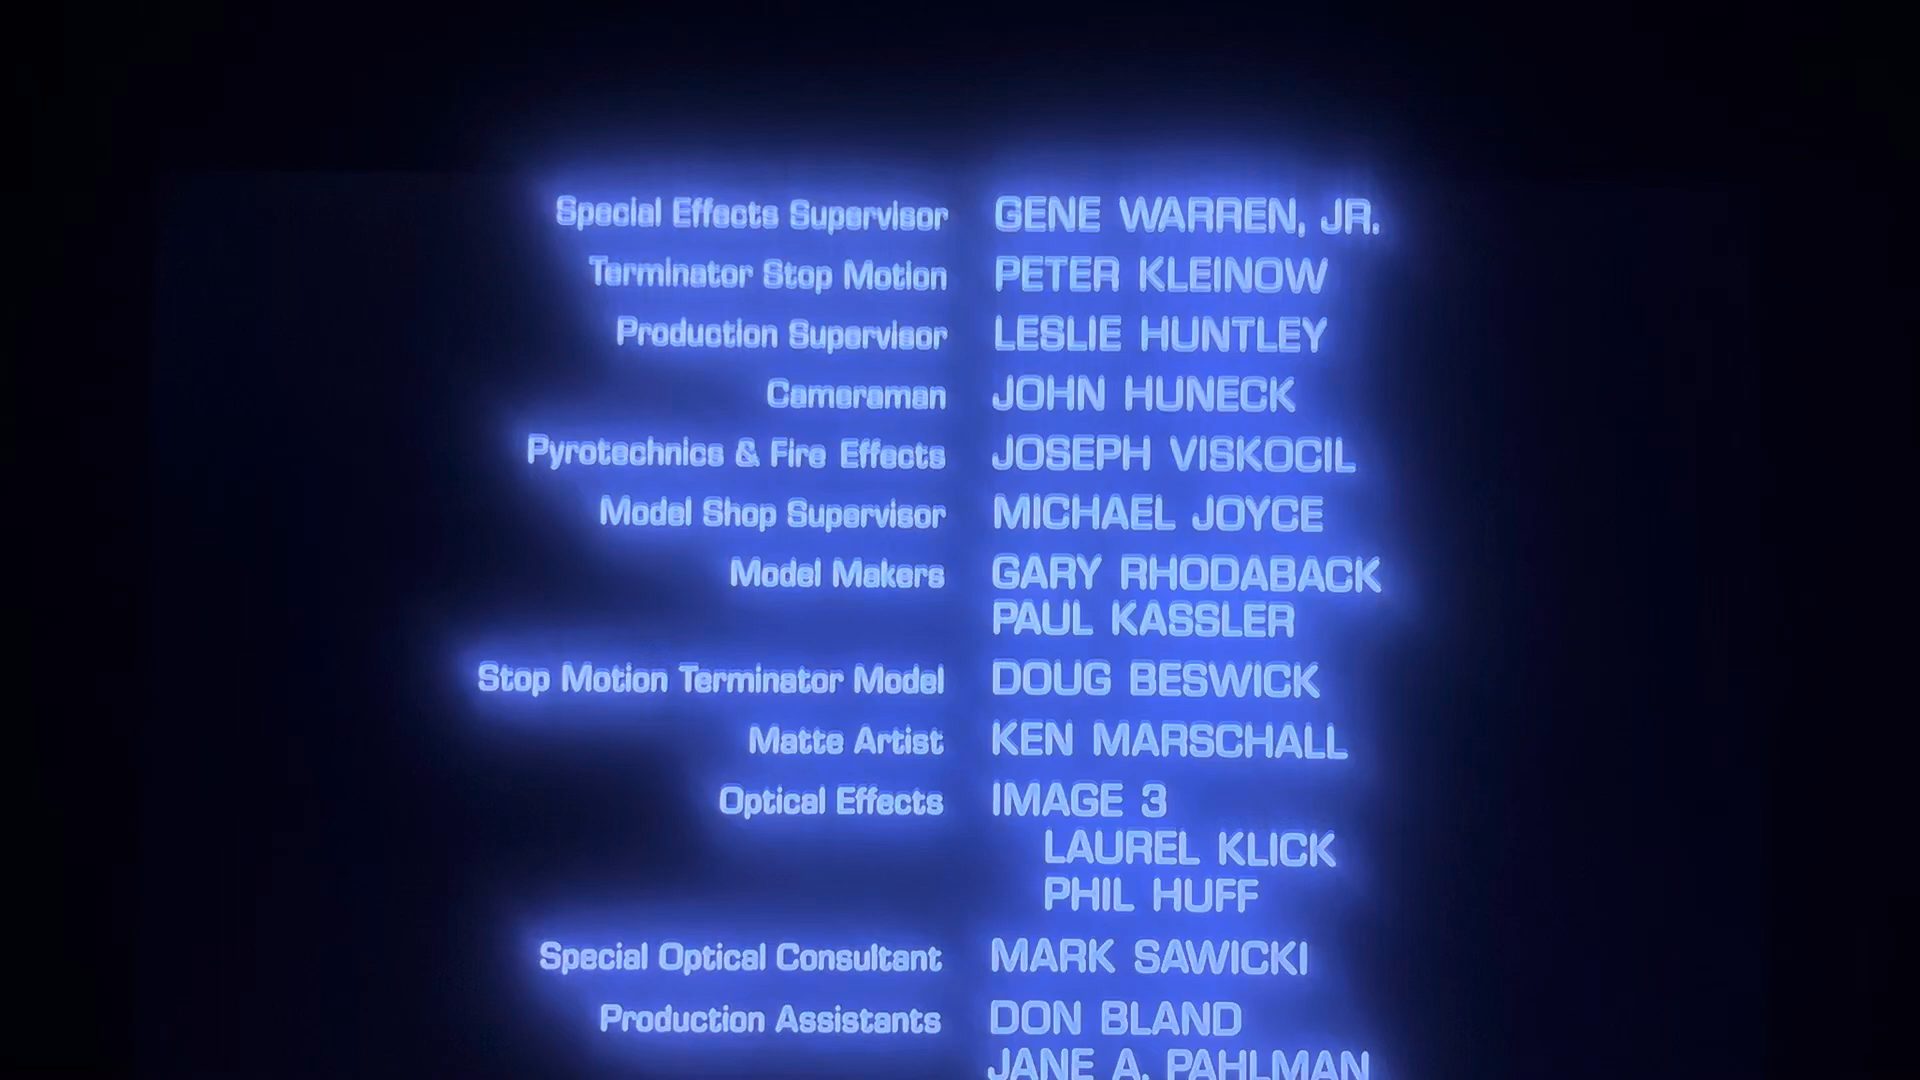 Special Effects Supervisor GENE WARREN, JR.
Terminator Stop Motion PETER KLEINOW
Production Supervisor LESLIE HUNTLEY
Cameraman JOHN HUNECK
Pyrotechnics & Fire Effects JOSEPH VISKOCIL
Model Shop Supervisor MICHAEL JOYCE
Model Makers GARY RHODABACK
PAUL KASSLER
Stop Motion Terminator Model DOUG BESWICK
Matte Artist KEN MARSCHALL
Optical Effects IMAGE 3
LAUREL KLICK
PHIL HUFF
Special Optical Consultant MARK SAWICKI
Production Assistants DON BLAND
JANE A. PAHLMAN